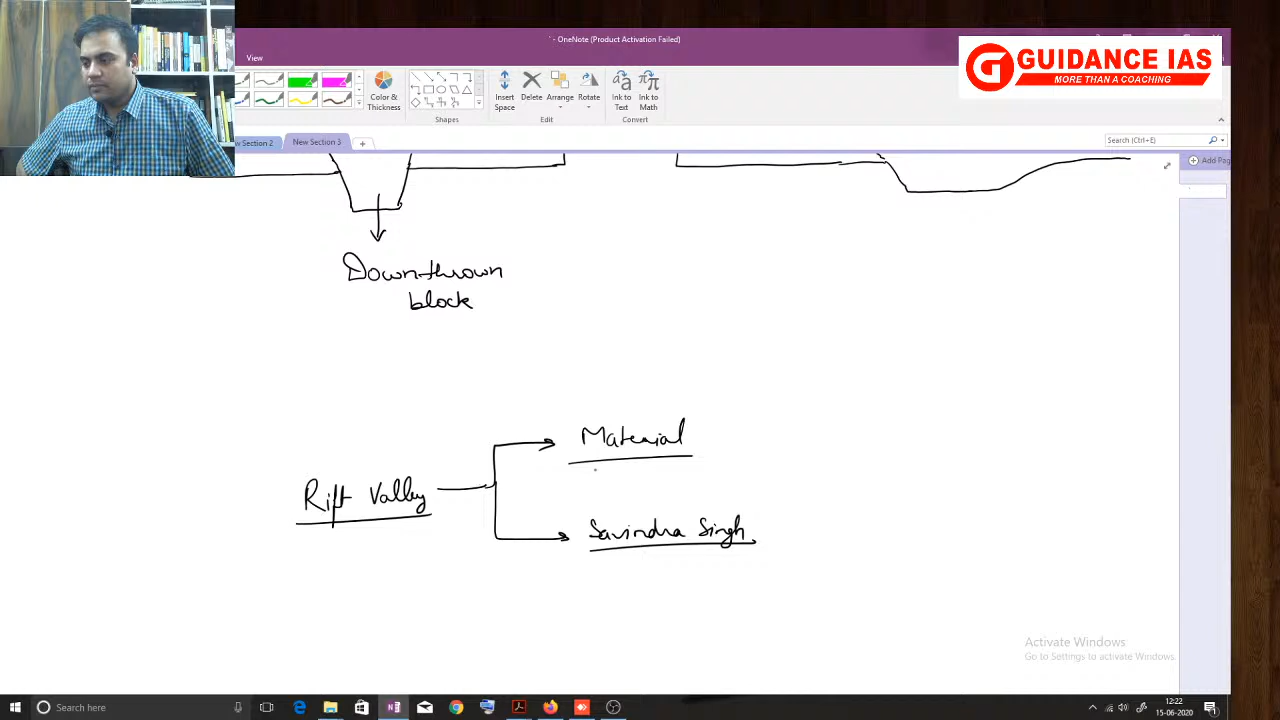 - OneNote (Product Activation Failed)
GUIDANCE IAS
MORE THAN A COACHING
View
Color &
Thickness
Shapes
Insert
Space
Delete
Arrange
Rotate
Edit
Ink to
Text
Ink to
Math
Convert
w Section 2
New Section 3
Search (Ctrl+E)
Add Pag
Downthrown
block
Rift Valley
Material
Savindra Singh
Activate Windows
Go to Settings to activate Windows.
Search here
12:22
15-06-2020